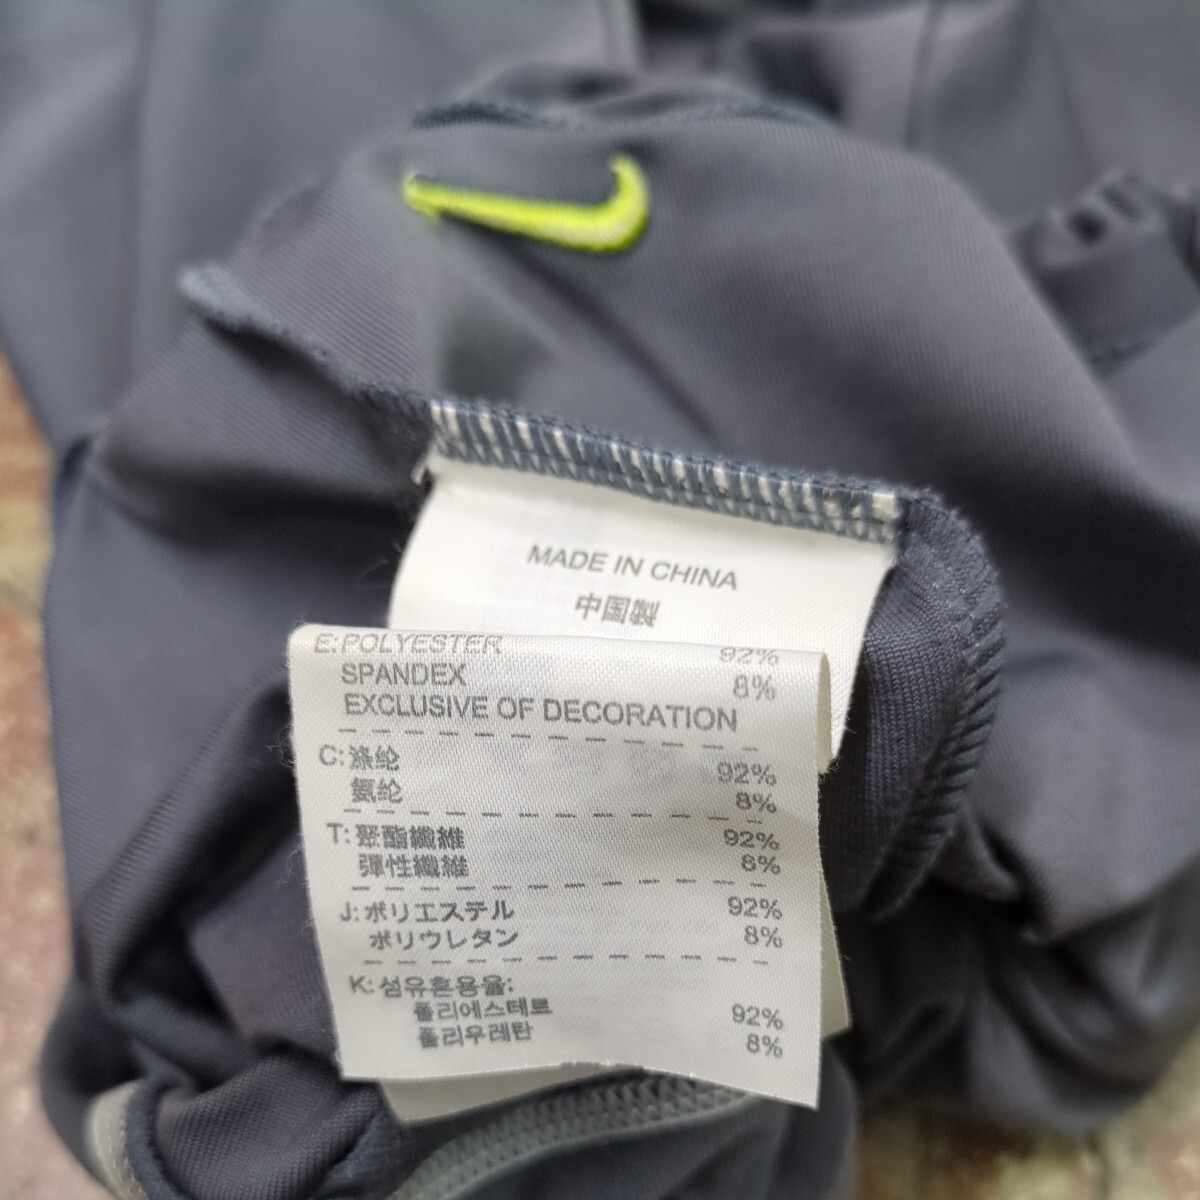 MADE IN CHINA
中国製
E: POLYESTER 92%
SPANDEX 8%
EXCLUSIVE OF DECORATION
C: 涤纶 92%
氨纶 8%
T: 聚酯纖維 92%
彈性纖維 8%
J: ポリエステル 92%
ポリウレタン 8%
K: 섬유혼용율:
폴리에스테르 92%
폴리우레탄 8%